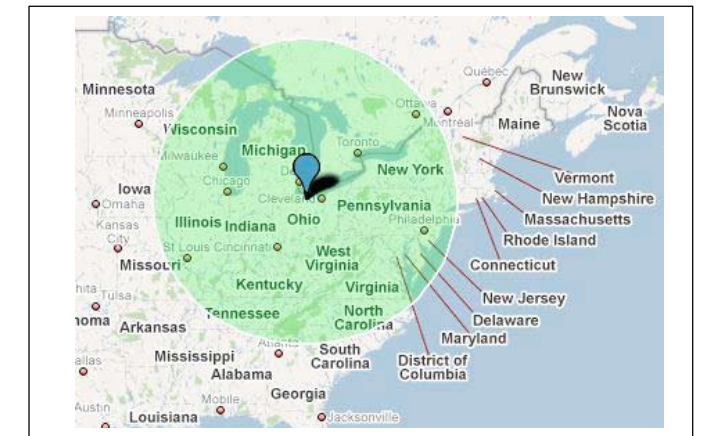 Québec
New
Brunswick
Minnesota
Ottawa
Minneapolis
Montréal
Maine
Nova
Scotia
Wisconsin
Toronto
Michigan
Milwaukee
New York
Vermont
Chicago
Iowa
Cleveland
New Hampshire
Omaha
Pennsylvania
Massachusetts
Illinois
Indiana
Ohio
Philadelphia
Rhode Island
Kansas
City
St Louis
Cincinnati
West
Virginia
Connecticut
Missouri
Kentucky
Virginia
New Jersey
Tulsa
Tennessee
North
Carolina
Delaware
homa
Arkansas
Maryland
Atlanta
South
Carolina
District of
Columbia
Mississippi
allas
Alabama
Georgia
Austin
Mobile
Louisiana
Jacksonville